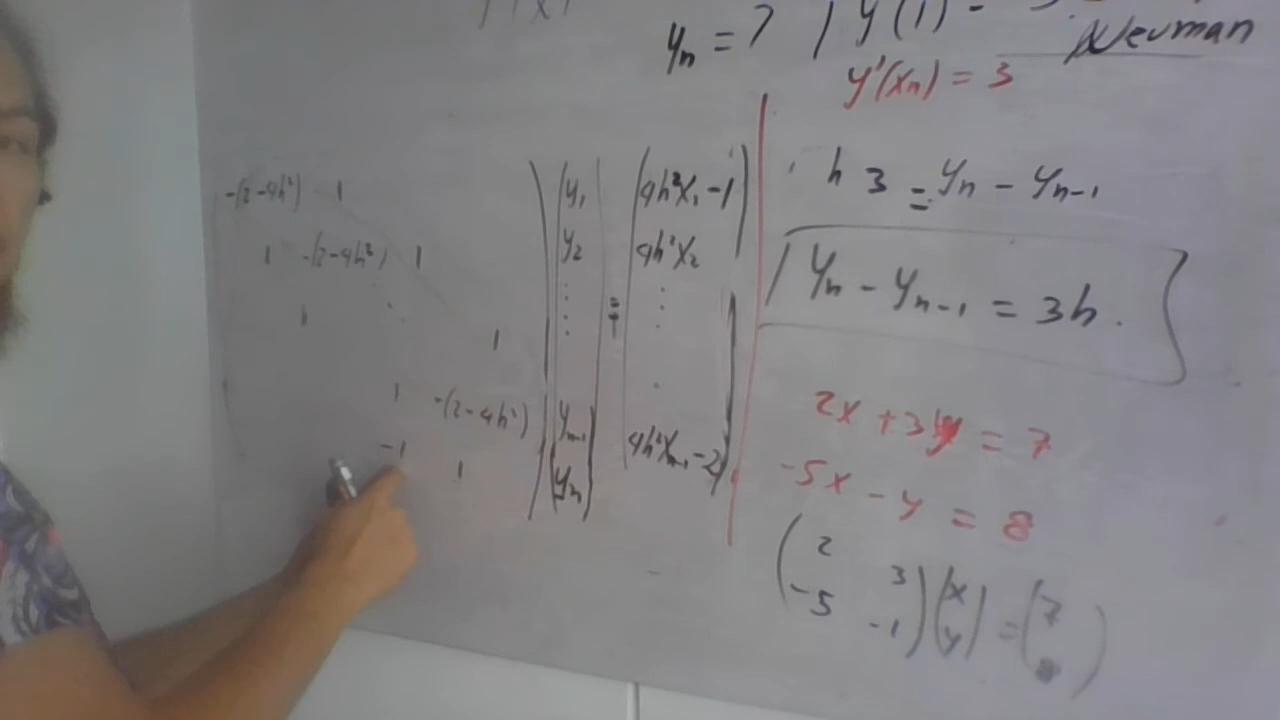 yn = ? / y(1) =
Neuman
y'(xn) = 3
-(2-4h²) 1
1 -(2-4h²) 1
1 ⋱
1
1 -(2-4h²)
-1 1
y1
y2
⋮
yn-1
yn
=
4h²x1 - 1
4h²x2
⋮
4h²xn-1 - 2
h 3 = yn - yn-1
yn - yn-1 = 3h.
2x + 3y = 7
-5x - y = 8
2 3
-5 -1
x
y
=
7
8